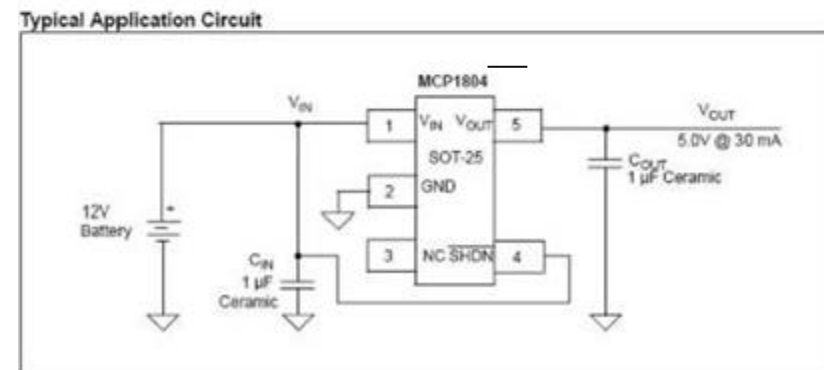 Typical Application Circuit
MCP1804
VIN
1
VIN
VOUT
5
VOUT
5.0V @ 30 mA
SOT-25
COUT
1 µF Ceramic
2
GND
12V
Battery
+
3
NC
SHDN
4
CIN
1 µF
Ceramic